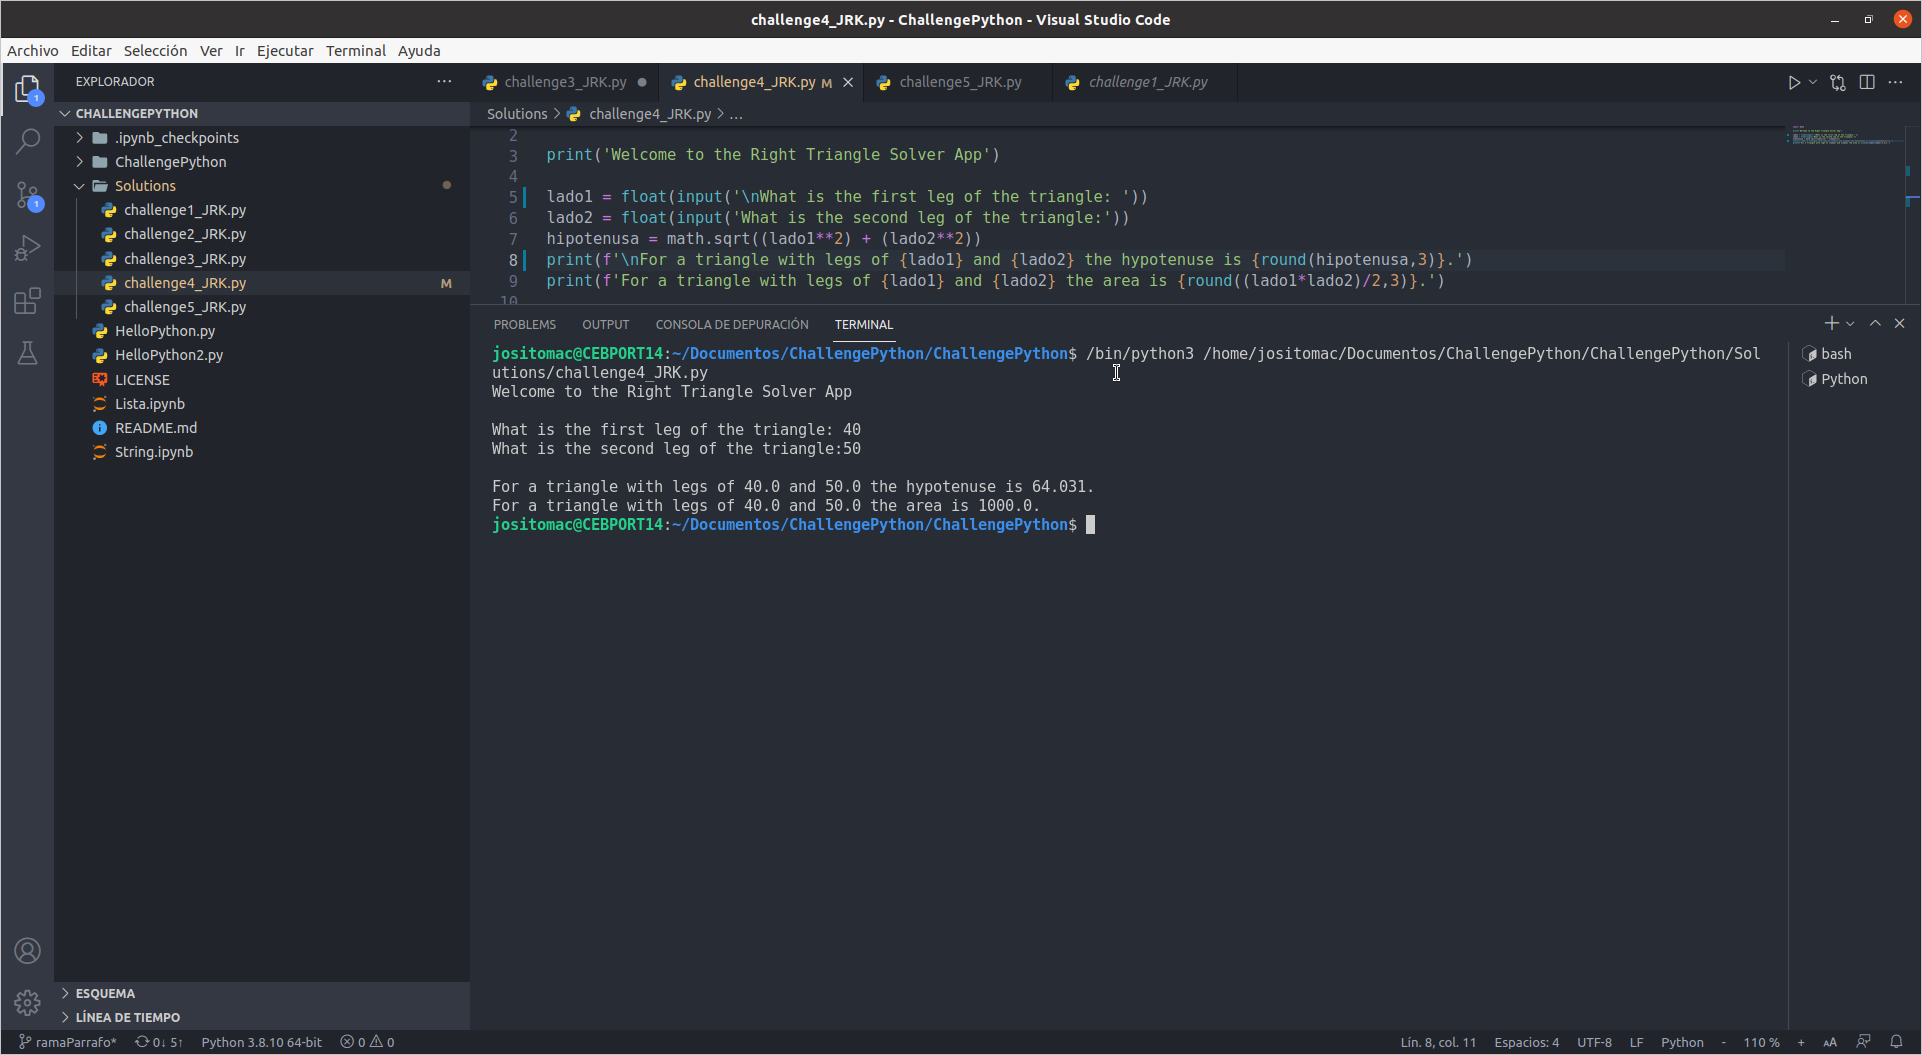 challenge4_JRK.py - ChallengePython - Visual Studio Code
Archivo Editar Selección Ver Ir Ejecutar Terminal Ayuda
EXPLORADOR
challenge3_JRK.py challenge4_JRK.py M challenge5_JRK.py challenge1_JRK.py
CHALLENGEPYTHON
Solutions > challenge4_JRK.py > ...
.ipynb_checkpoints
ChallengePython
Solutions
challenge1_JRK.py
challenge2_JRK.py
challenge3_JRK.py
challenge4_JRK.py M
challenge5_JRK.py
HelloPython.py
HelloPython2.py
LICENSE
Lista.ipynb
README.md
String.ipynb
1
1
2
3 print('Welcome to the Right Triangle Solver App')
4
5 lado1 = float(input('\nWhat is the first leg of the triangle: '))
6 lado2 = float(input('What is the second leg of the triangle:'))
7 hipotenusa = math.sqrt((lado1**2) + (lado2**2))
8 print(f'\nFor a triangle with legs of {lado1} and {lado2} the hypotenuse is {round(hipotenusa,3)}.')
9 print(f'For a triangle with legs of {lado1} and {lado2} the area is {round((lado1*lado2)/2,3)}.')
10
PROBLEMS OUTPUT CONSOLA DE DEPURACIÓN TERMINAL
jositomac@CEBPORT14:~/Documentos/ChallengePython/ChallengePython$ /bin/python3 /home/jositomac/Documentos/ChallengePython/ChallengePython/Sol
utions/challenge4_JRK.py
Welcome to the Right Triangle Solver App
What is the first leg of the triangle: 40
What is the second leg of the triangle:50
For a triangle with legs of 40.0 and 50.0 the hypotenuse is 64.031.
For a triangle with legs of 40.0 and 50.0 the area is 1000.0.
jositomac@CEBPORT14:~/Documentos/ChallengePython/ChallengePython$
bash
Python
ESQUEMA
LÍNEA DE TIEMPO
ramaParrafo* 0↓ 5↑ Python 3.8.10 64-bit 0 0 Lín. 8, col. 11 Espacios: 4 UTF-8 LF Python - 110 % + AA